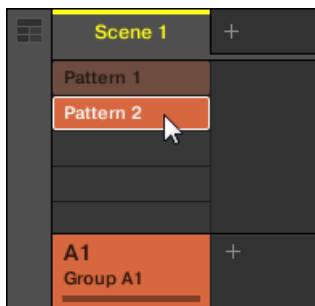 Scene 1 +
Pattern 1
Pattern 2
A1 +
Group A1